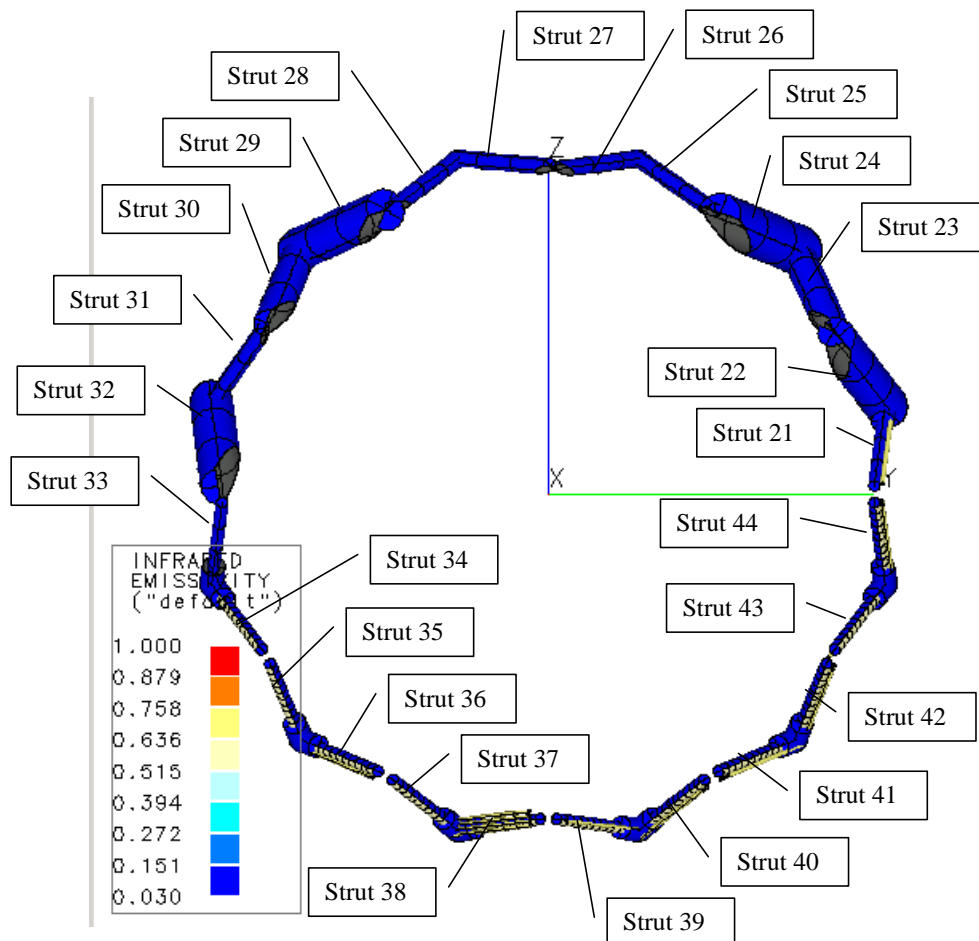 Strut 27
Strut 26
Strut 28
Strut 25
Strut 29
Strut 24
Z
Strut 30
Strut 23
Strut 31
Strut 22
Strut 32
Strut 21
Strut 33
X
Y
Strut 44
INFRARED
EMISSIVITY
("default")
Strut 34
Strut 43
1.000
Strut 35
0.879
0.758
Strut 36
Strut 42
0.636
Strut 37
0.515
0.394
Strut 41
0.272
0.151
Strut 40
0.030
Strut 38
Strut 39